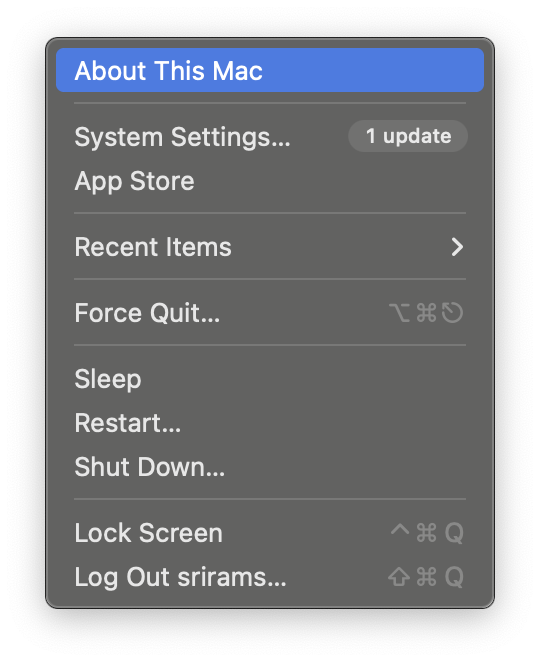 About This Mac
System Settings... 1 update
App Store
Recent Items
Force Quit... ⌥⌘⎋
Sleep
Restart...
Shut Down...
Lock Screen ^⌘Q
Log Out srirams... ⇧⌘Q